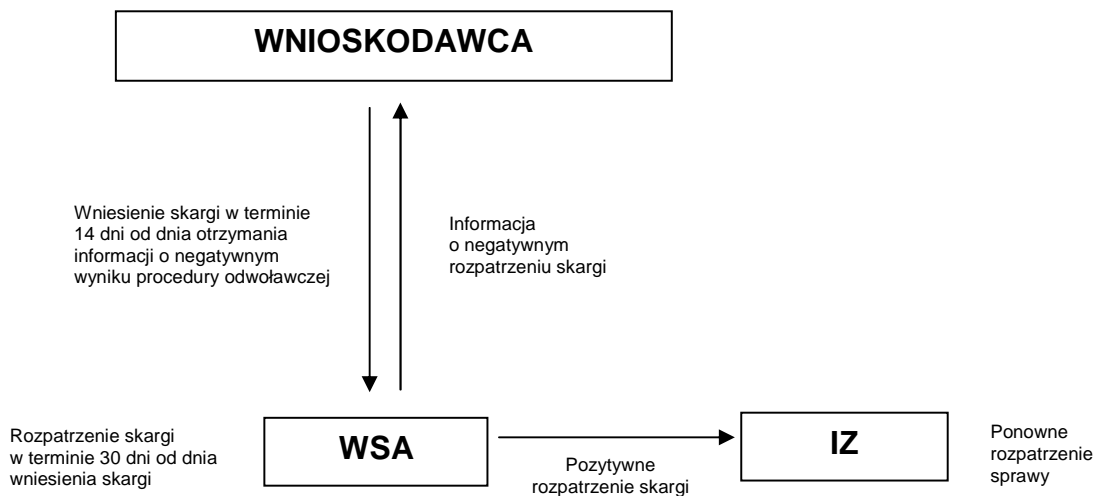 WNIOSKODAWCA
Wniesienie skargi w terminie
14 dni od dnia otrzymania
informacji o negatywnym
wyniku procedury odwoławczej
Informacja
o negatywnym
rozpatrzeniu skargi
Rozpatrzenie skargi
w terminie 30 dni od dnia
wniesienia skargi
WSA
Pozytywne
rozpatrzenie skargi
IZ
Ponowne
rozpatrzenie
sprawy